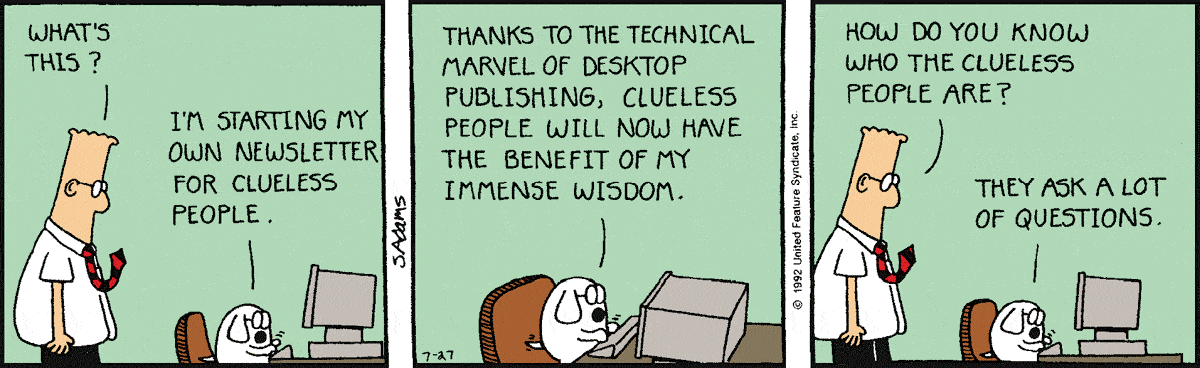 WHAT'S
THIS?
I'M STARTING MY
OWN NEWSLETTER
FOR CLUELESS
PEOPLE.
S.Adams
THANKS TO THE TECHNICAL
MARVEL OF DESKTOP
PUBLISHING, CLUELESS
PEOPLE WILL NOW HAVE
THE BENEFIT OF MY
IMMENSE WISDOM.
7-27
© 1992 United Feature Syndicate, Inc.
HOW DO YOU KNOW
WHO THE CLUELESS
PEOPLE ARE?
THEY ASK A LOT
OF QUESTIONS.